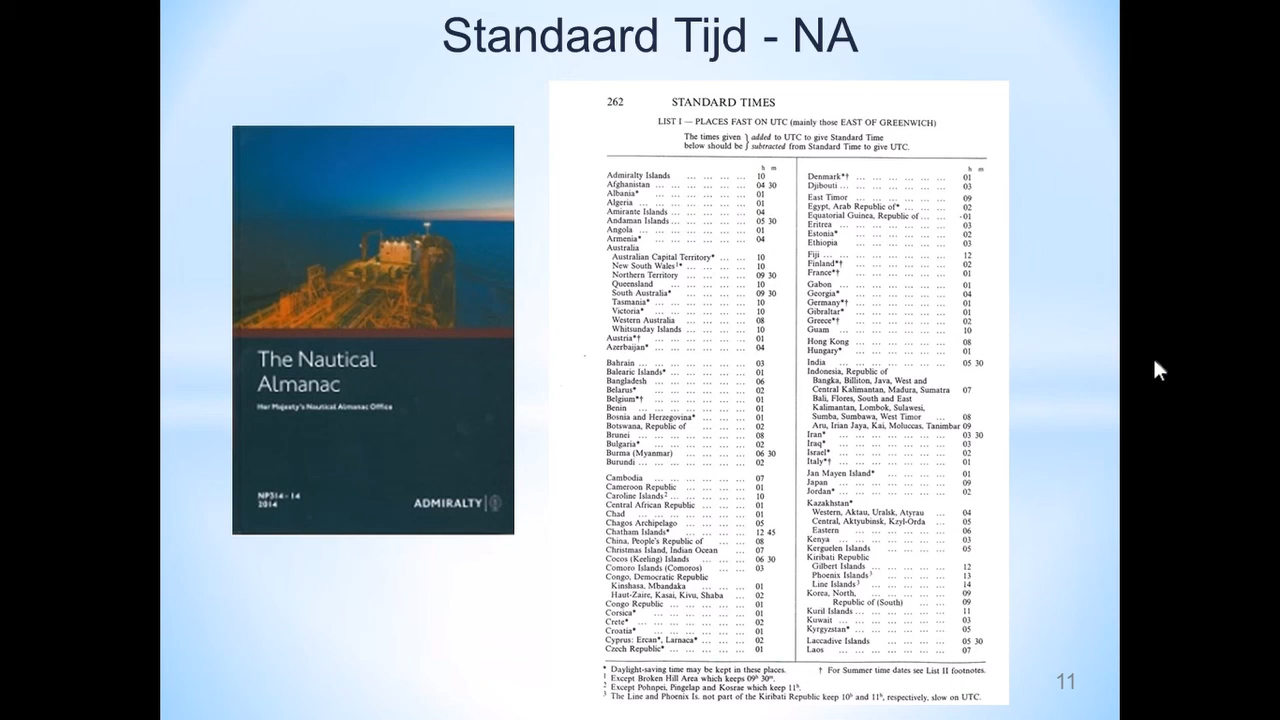 Standaard Tijd - NA
The Nautical
Almanac
Her Majesty's Nautical Almanac Office
NP314-14
2014
ADMIRALTY
262 STANDARD TIMES
LIST I — PLACES FAST ON UTC (mainly those EAST OF GREENWICH)
The times given } added to UTC to give Standard Time
below should be } subtracted from Standard Time to give UTC.
h m
Admiralty Islands ... ... ... ... 10
Afghanistan ... ... ... ... ... 04 30
Albania* ... ... ... ... ... 01
Algeria ... ... ... ... ... 01
Amirante Islands ... ... ... ... 04
Andaman Islands ... ... ... ... 05 30
Angola ... ... ... ... ... 01
Armenia* ... ... ... ... ... 04
Australia
Australian Capital Territory* ... ... 10
New South Wales¹* ... ... ... 10
Northern Territory ... ... ... 09 30
Queensland ... ... ... ... 10
South Australia* ... ... ... 09 30
Tasmania* ... ... ... ... 10
Victoria* ... ... ... ... 10
Western Australia ... ... ... 08
Whitsunday Islands ... ... ... 10
Austria*† ... ... ... ... ... 01
Azerbaijan* ... ... ... ... 04
Bahrain ... ... ... ... ... 03
Balearic Islands* ... ... ... ... 01
Bangladesh ... ... ... ... 06
Belarus* ... ... ... ... ... 02
Belgium*† ... ... ... ... ... 01
Benin ... ... ... ... ... 01
Bosnia and Herzegovina* ... ... ... 01
Botswana, Republic of ... ... ... 02
Brunei ... ... ... ... ... 08
Bulgaria* ... ... ... ... ... 02
Burma (Myanmar) ... ... ... 06 30
Burundi ... ... ... ... ... 02
Cambodia ... ... ... ... 07
Cameroon Republic ... ... ... 01
Caroline Islands² ... ... ... ... 10
Central African Republic ... ... ... 01
Chad ... ... ... ... ... 01
Chagos Archipelago ... ... ... 05
Chatham Islands* ... ... ... ... 12 45
China, People's Republic of ... ... 08
Christmas Island, Indian Ocean ... ... 07
Cocos (Keeling) Islands ... ... ... 06 30
Comoro Islands (Comoros) ... ... ... 03
Congo, Democratic Republic
Kinshasa, Mbandaka ... ... ... 01
Haut-Zaire, Kasai, Kivu, Shaba ... 02
Congo Republic ... ... ... ... 01
Corsica* ... ... ... ... ... 01
Crete* ... ... ... ... ... 02
Croatia* ... ... ... ... ... 01
Cyprus: Ercan*, Larnaca* ... ... ... 02
Czech Republic* ... ... ... ... 01
h m
Denmark*† ... ... ... ... ... 01
Djibouti ... ... ... ... ... 03
East Timor ... ... ... ... ... 09
Egypt, Arab Republic of* ... ... ... 02
Equatorial Guinea, Republic of ... ... 01
Eritrea ... ... ... ... ... 03
Estonia* ... ... ... ... ... 02
Ethiopia ... ... ... ... ... 03
Fiji ... ... ... ... ... 12
Finland*† ... ... ... ... ... 02
France*† ... ... ... ... ... 01
Gabon ... ... ... ... ... 01
Georgia* ... ... ... ... ... 04
Germany*† ... ... ... ... ... 01
Gibraltar* ... ... ... ... ... 01
Greece*† ... ... ... ... ... 02
Guam ... ... ... ... ... 10
Hong Kong ... ... ... ... 08
Hungary* ... ... ... ... ... 01
India ... ... ... ... ... 05 30
Indonesia, Republic of
Bangka, Billiton, Java, West and
Central Kalimantan, Madura, Sumatra 07
Bali, Flores, South and East
Kalimantan, Lombok, Sulawesi,
Sumba, Sumbawa, West Timor ... 08
Aru, Irian Jaya, Kai, Moluccas, Tanimbar 09
Iran* ... ... ... ... ... 03 30
Iraq* ... ... ... ... ... 03
Israel* ... ... ... ... ... 02
Italy*† ... ... ... ... ... 01
Jan Mayen Island* ... ... ... 01
Japan ... ... ... ... ... 09
Jordan* ... ... ... ... ... 02
Kazakhstan*
Western, Aktau, Uralsk, Atyrau ... 04
Central, Aktyubinsk, Kzyl-Orda ... 05
Eastern ... ... ... ... 06
Kenya ... ... ... ... ... 03
Kerguelen Islands ... ... ... 05
Kiribati Republic
Gilbert Islands ... ... ... 12
Phoenix Islands³ ... ... ... 13
Line Islands³ ... ... ... 14
Korea, North, ... ... ... ... 09
Republic of (South) ... ... 09
Kuril Islands ... ... ... ... 11
Kuwait ... ... ... ... ... 03
Kyrgyzstan* ... ... ... ... 05
Laccadive Islands ... ... ... 05 30
Laos ... ... ... ... ... 07
* Daylight-saving time may be kept in these places. † For Summer time dates see List II footnotes.
¹ Except Broken Hill Area which keeps 09ʰ 30ᵐ.
² Except Pohnpei, Pingelap and Kosrae which keep 11ʰ.
³ The Line and Phoenix Is. not part of the Kiribati Republic keep 10ʰ and 11ʰ, respectively, slow on UTC.
11